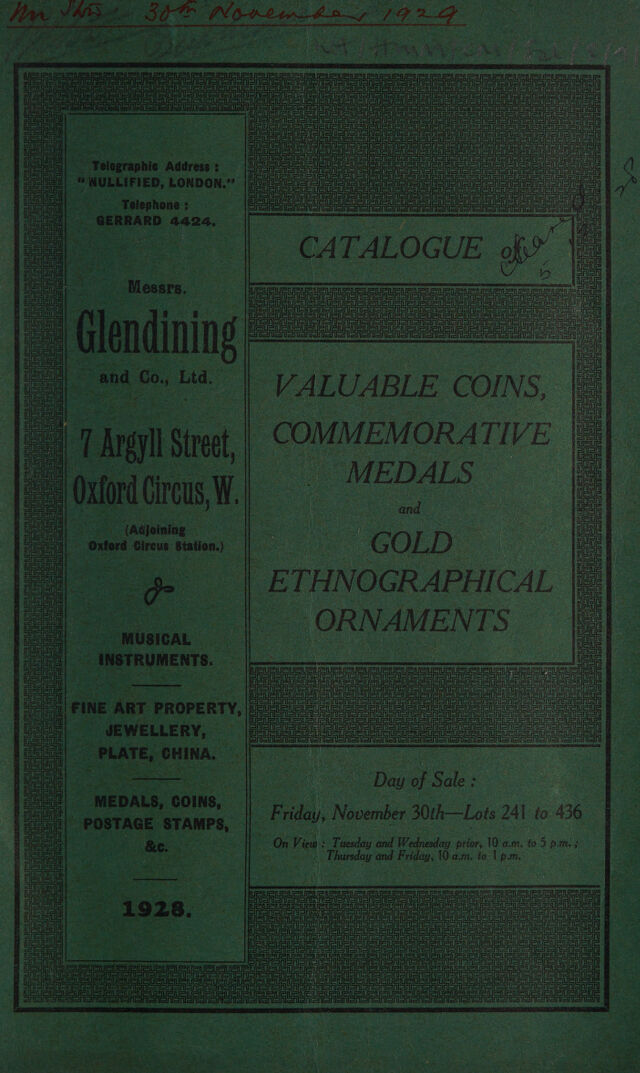 30th November 1929
Telegraphic Address :
"NULLIFIED, LONDON."
Telephone :
GERRARD 4424.
Messrs.
Glendining
and Co., Ltd.
7 Argyll Street,
Oxford Circus, W.
(Adjoining
Oxford Circus Station.)
MUSICAL
INSTRUMENTS.
FINE ART PROPERTY,
JEWELLERY,
PLATE, CHINA.
MEDALS, COINS,
POSTAGE STAMPS,
&c.
1928.
CATALOGUE
Cleared
VALUABLE COINS,
COMMEMORATIVE
MEDALS
and
GOLD
ETHNOGRAPHICAL
ORNAMENTS
Day of Sale :
Friday, November 30th—Lots 241 to 436
On View : Tuesday and Wednesday prior, 10 a.m. to 5 p.m. ;
Thursday and Friday, 10 a.m. to 1 p.m.